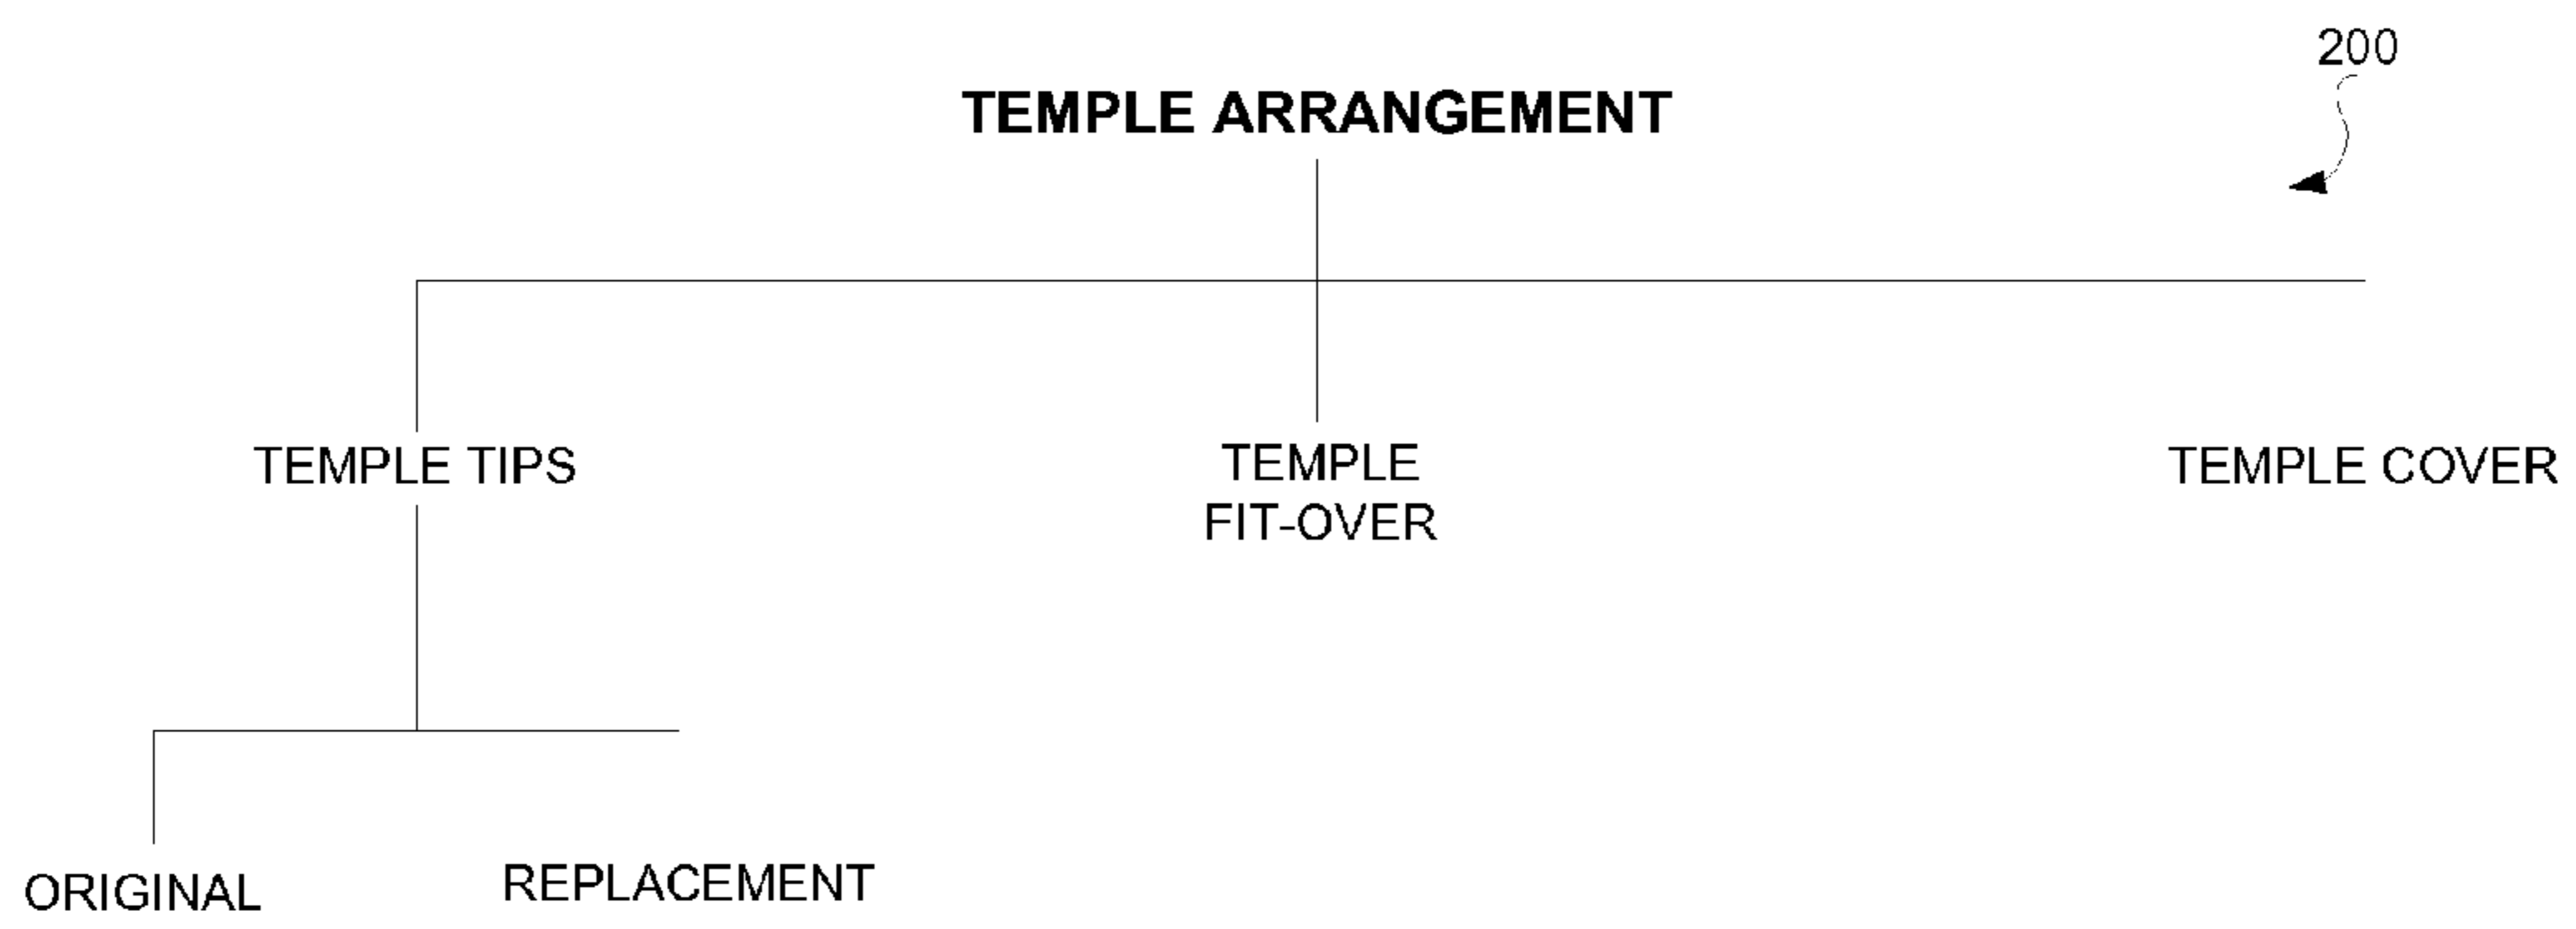 200
TEMPLE ARRANGEMENT
TEMPLE TIPS
TEMPLE
FIT-OVER
TEMPLE COVER
ORIGINAL
REPLACEMENT